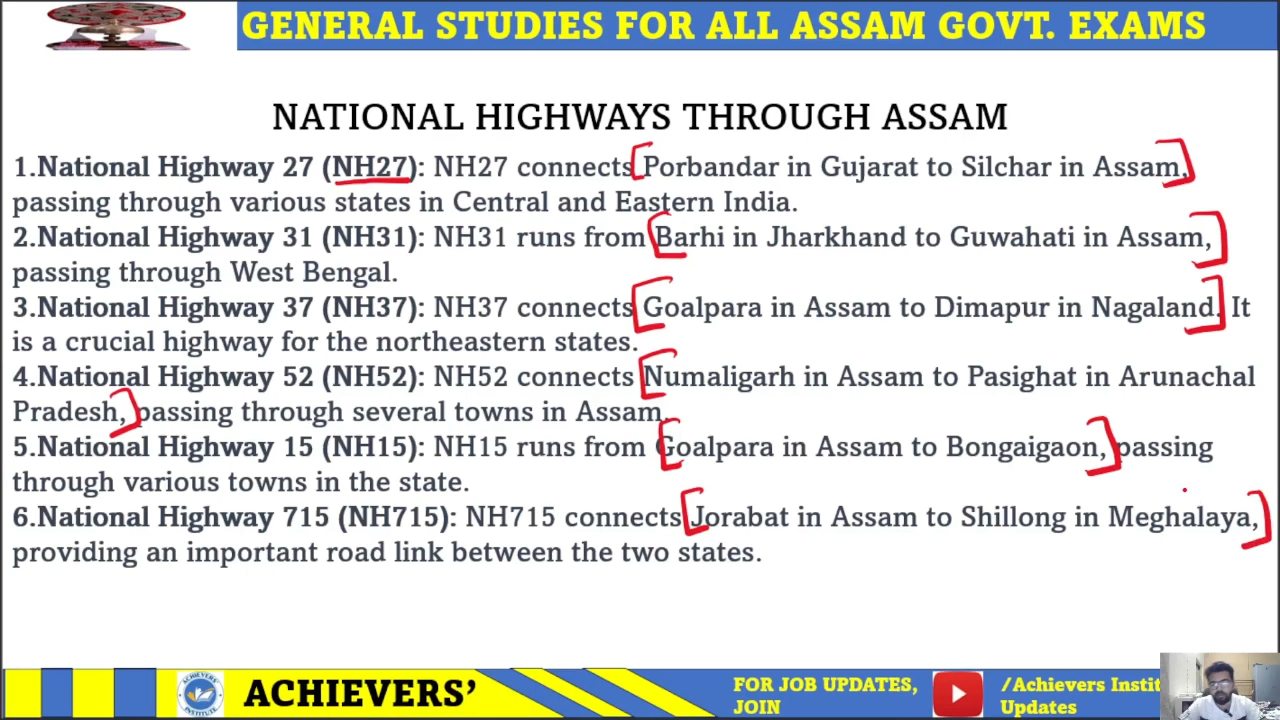 GENERAL STUDIES FOR ALL ASSAM GOVT. EXAMS
NATIONAL HIGHWAYS THROUGH ASSAM
1.National Highway 27 (NH27): NH27 connects Porbandar in Gujarat to Silchar in Assam,
passing through various states in Central and Eastern India.
2.National Highway 31 (NH31): NH31 runs from Barhi in Jharkhand to Guwahati in Assam,
passing through West Bengal.
3.National Highway 37 (NH37): NH37 connects Goalpara in Assam to Dimapur in Nagaland. It
is a crucial highway for the northeastern states.
4.National Highway 52 (NH52): NH52 connects Numaligarh in Assam to Pasighat in Arunachal
Pradesh, passing through several towns in Assam.
5.National Highway 15 (NH15): NH15 runs from Goalpara in Assam to Bongaigaon, passing
through various towns in the state.
6.National Highway 715 (NH715): NH715 connects Jorabat in Assam to Shillong in Meghalaya,
providing an important road link between the two states.
ACHIEVERS' INSTITUTE
ACHIEVERS’
FOR JOB UPDATES,
JOIN
/Achievers Instit
Updates